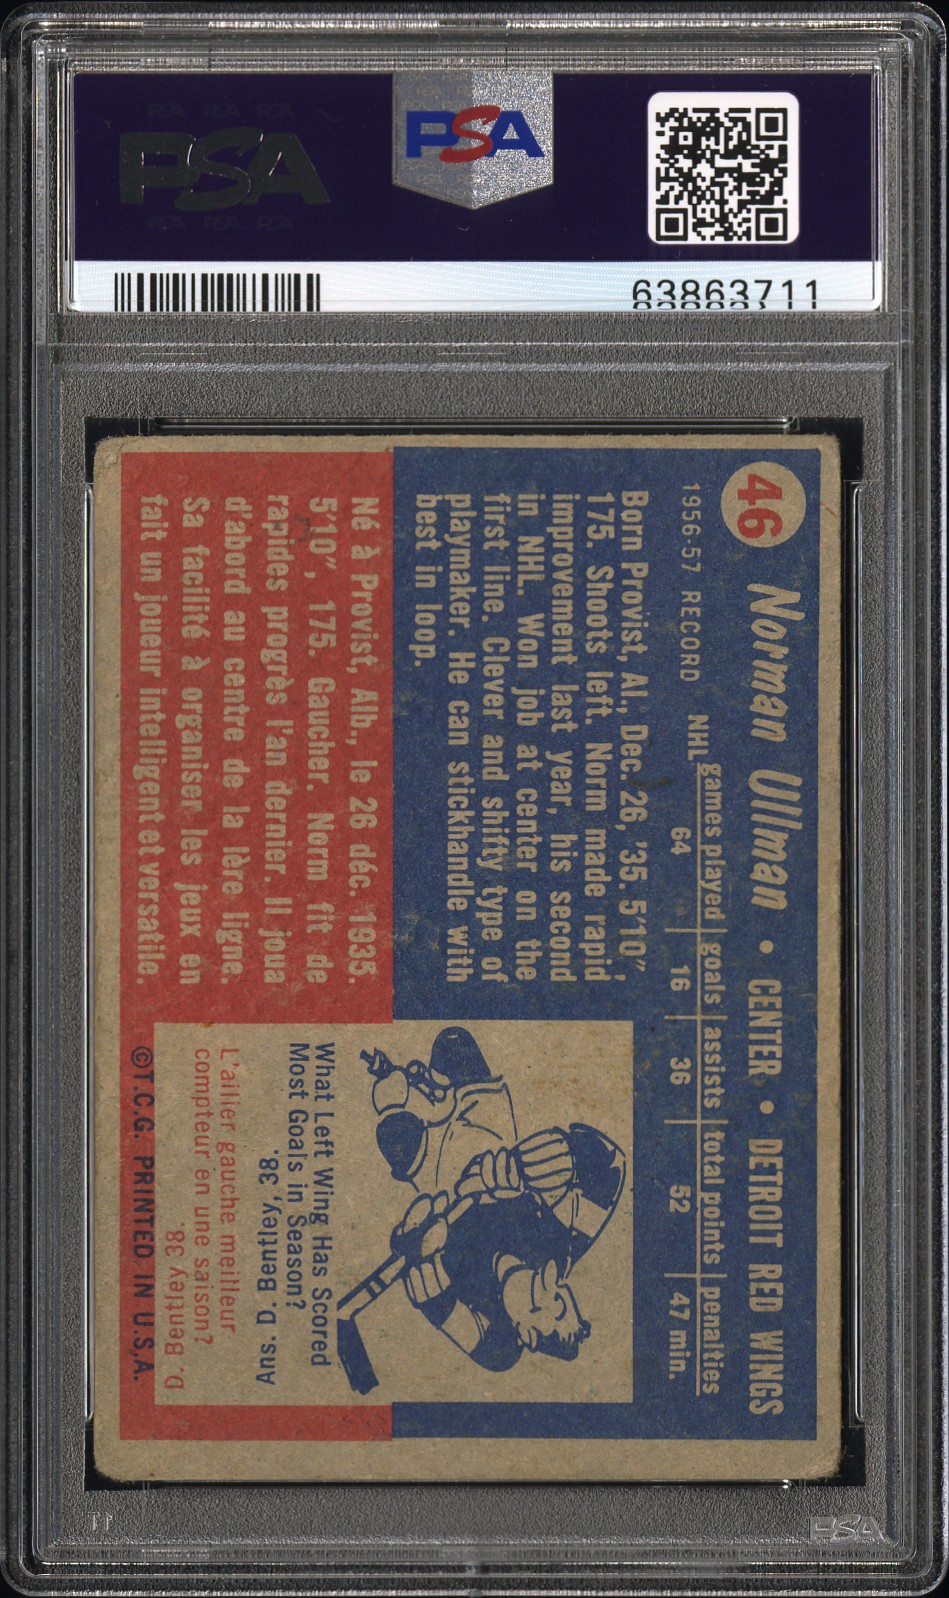 PSA
PSA
63863711
46
Norman Ullman • CENTER • DETROIT RED WINGS
1956-57 RECORD
games played | goals | assists | total points | penalties
NHL 64 16 36 52 47 min.
Born Provist, Al., Dec. 26, '35. 5'10",
175. Shoots left. Norm made rapid
improvement last year, his second
in NHL. Won job at center on the
first line. Clever and shifty type of
playmaker. He can stickhandle with
best in loop.
Né à Provist, Alb., le 26 déc. 1935.
5'10", 175. Gaucher. Norm fit de
rapides progrès l'an dernier. Il joua
d'abord au centre de la lère ligne.
Sa facilité à organiser les jeux en
fait un joueur intelligent et versatile.
What Left Wing Has Scored
Most Goals in Season?
Ans. D. Bentley, 38.
L'ailier gauche meilleur
compteur en une saison?
D. Bentley 38.
©T.C.G. PRINTED IN U.S.A.
PSA